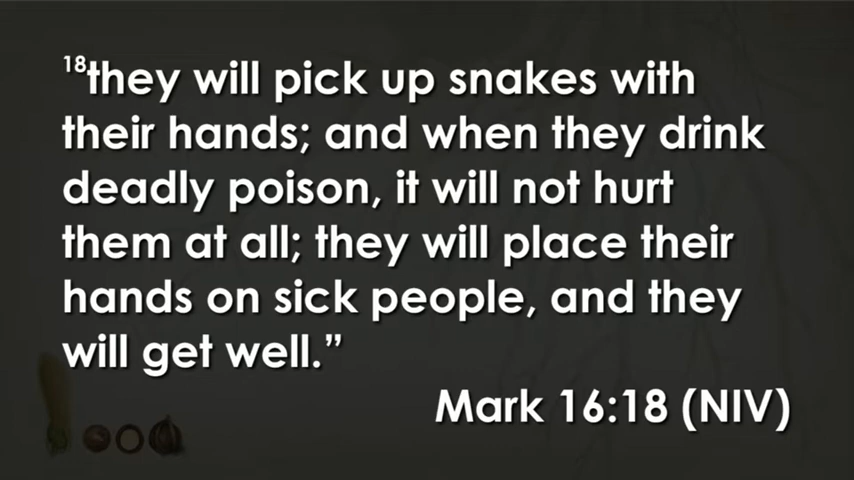 18they will pick up snakes with
their hands; and when they drink
deadly poison, it will not hurt
them at all; they will place their
hands on sick people, and they
will get well.”
Mark 16:18 (NIV)